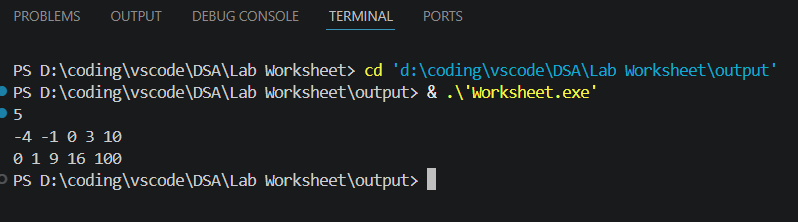 PROBLEMS OUTPUT DEBUG CONSOLE TERMINAL PORTS
PS D:\coding\vscode\DSA\Lab Worksheet> cd 'd:\coding\vscode\DSA\Lab Worksheet\output'
PS D:\coding\vscode\DSA\Lab Worksheet\output> & .\'Worksheet.exe'
5
-4 -1 0 3 10
0 1 9 16 100
PS D:\coding\vscode\DSA\Lab Worksheet\output>